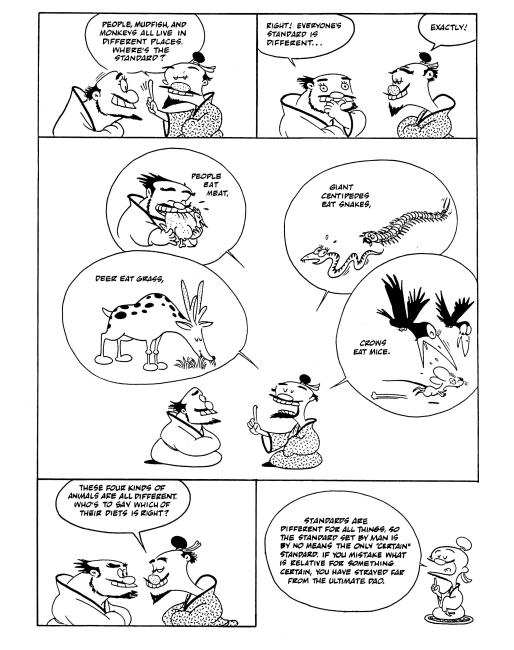 PEOPLE, MUDFISH, AND
MONKEYS ALL LIVE IN
DIFFERENT PLACES.
WHERE'S THE
STANDARD?
RIGHT! EVERYONE'S
STANDARD IS
DIFFERENT...
EXACTLY!
PEOPLE
EAT
MEAT,
GIANT
CENTIPEDES
EAT SNAKES,
DEER EAT GRASS,
CROWS
EAT MICE.
THESE FOUR KINDS OF
ANIMALS ARE ALL DIFFERENT.
WHO'S TO SAY WHICH OF
THEIR DIETS IS RIGHT?
STANDARDS ARE
DIFFERENT FOR ALL THINGS, SO
THE STANDARD SET BY MAN IS
BY NO MEANS THE ONLY "CERTAIN"
STANDARD. IF YOU MISTAKE WHAT
IS RELATIVE FOR SOMETHING
CERTAIN, YOU HAVE STRAYED FAR
FROM THE ULTIMATE DAO.